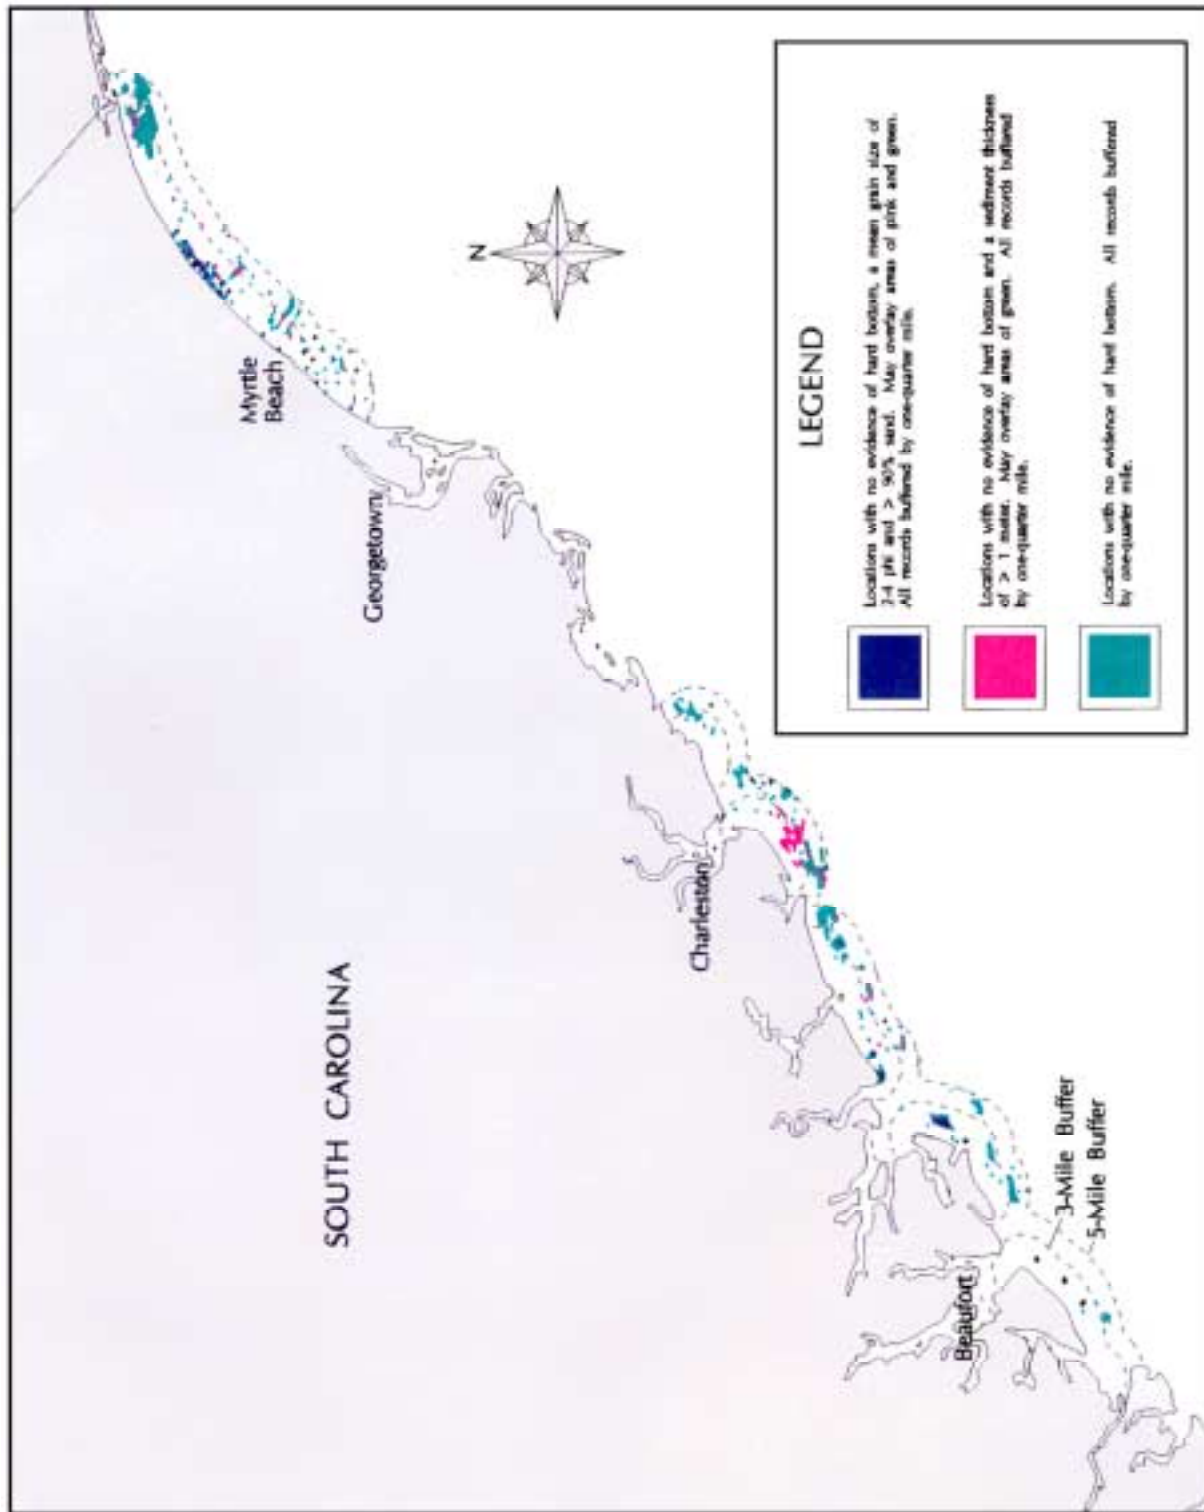 SOUTH CAROLINA
Myrtle
Beach
Georgetown
Charleston
Beaufort
3-Mile Buffer
5-Mile Buffer
N
LEGEND
Locations with no evidence of hard bottom, a mean grain size of
2-4 phi and > 90% sand. May overlay areas of pink and green.
All records buffered by one-quarter mile.
Locations with no evidence of hard bottom and a sediment thickness
of > 1 meter. May overlay areas of green. All records buffered
by one-quarter mile.
Locations with no evidence of hard bottom. All records buffered
by one-quarter mile.